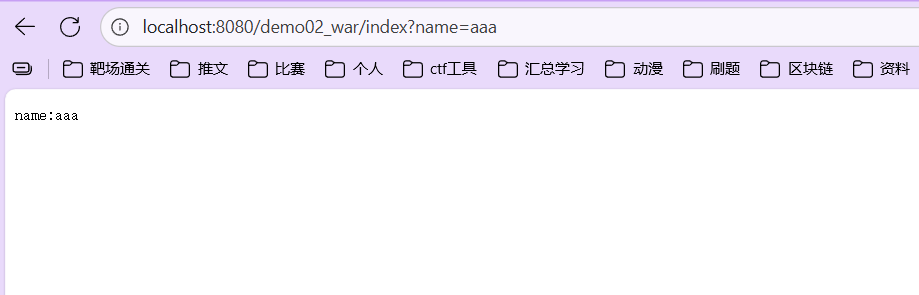 localhost:8080/demo02_war/index?name=aaa
靶场通关 推文 比赛 个人 ctf工具 汇总学习 动漫 刷题 区块链 资料
name:aaa